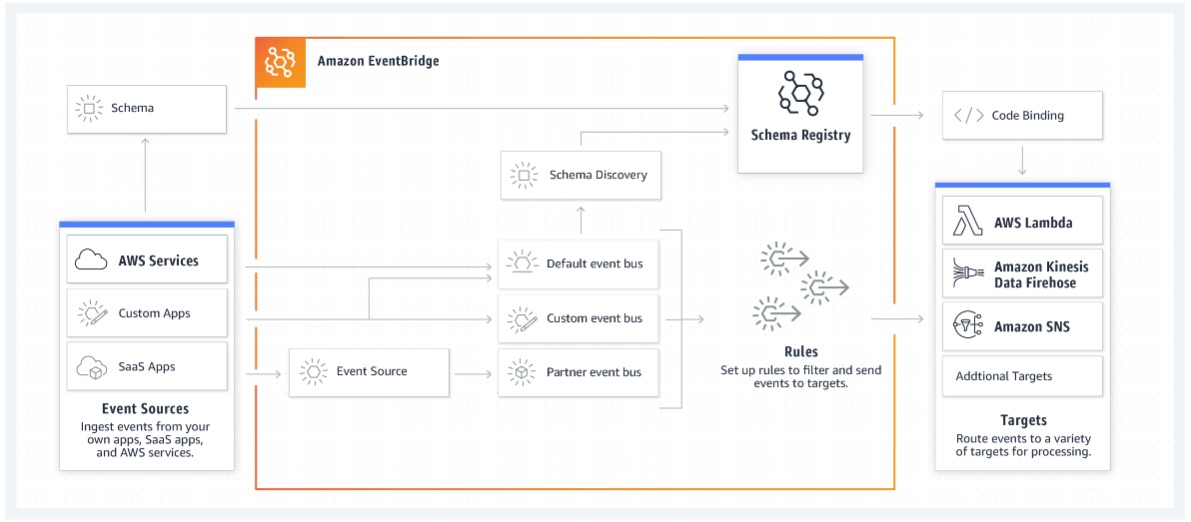 Amazon EventBridge
Schema
Schema Registry
Code Binding
Schema Discovery
AWS Services
Custom Apps
SaaS Apps
Event Sources
Ingest events from your
own apps, SaaS apps,
and AWS services.
Event Source
Default event bus
Custom event bus
Partner event bus
Rules
Set up rules to filter and send
events to targets.
AWS Lambda
Amazon Kinesis
Data Firehose
Amazon SNS
Addtional Targets
Targets
Route events to a variety
of targets for processing.